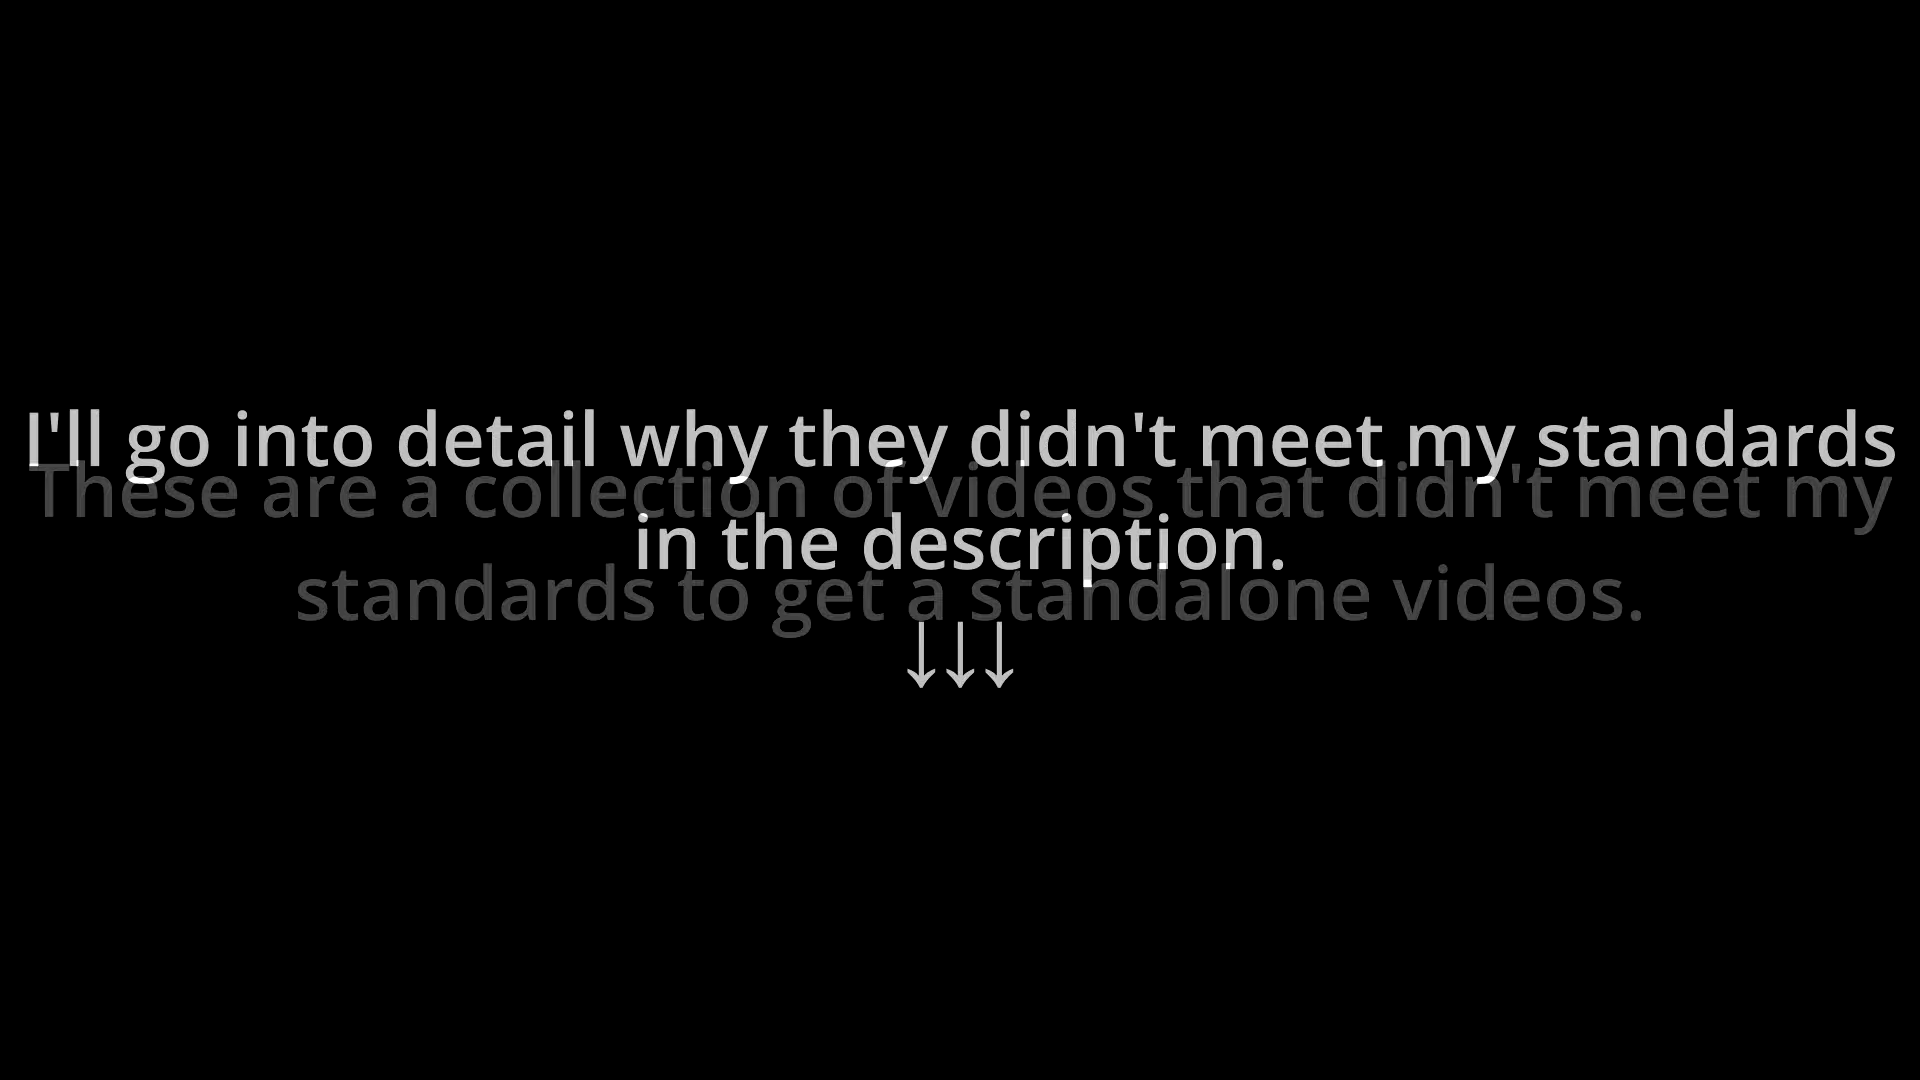 I'll go into detail why they didn't meet my standards
in the description.
↓↓↓
These are a collection of videos that didn't meet my
standards to get a standalone videos.